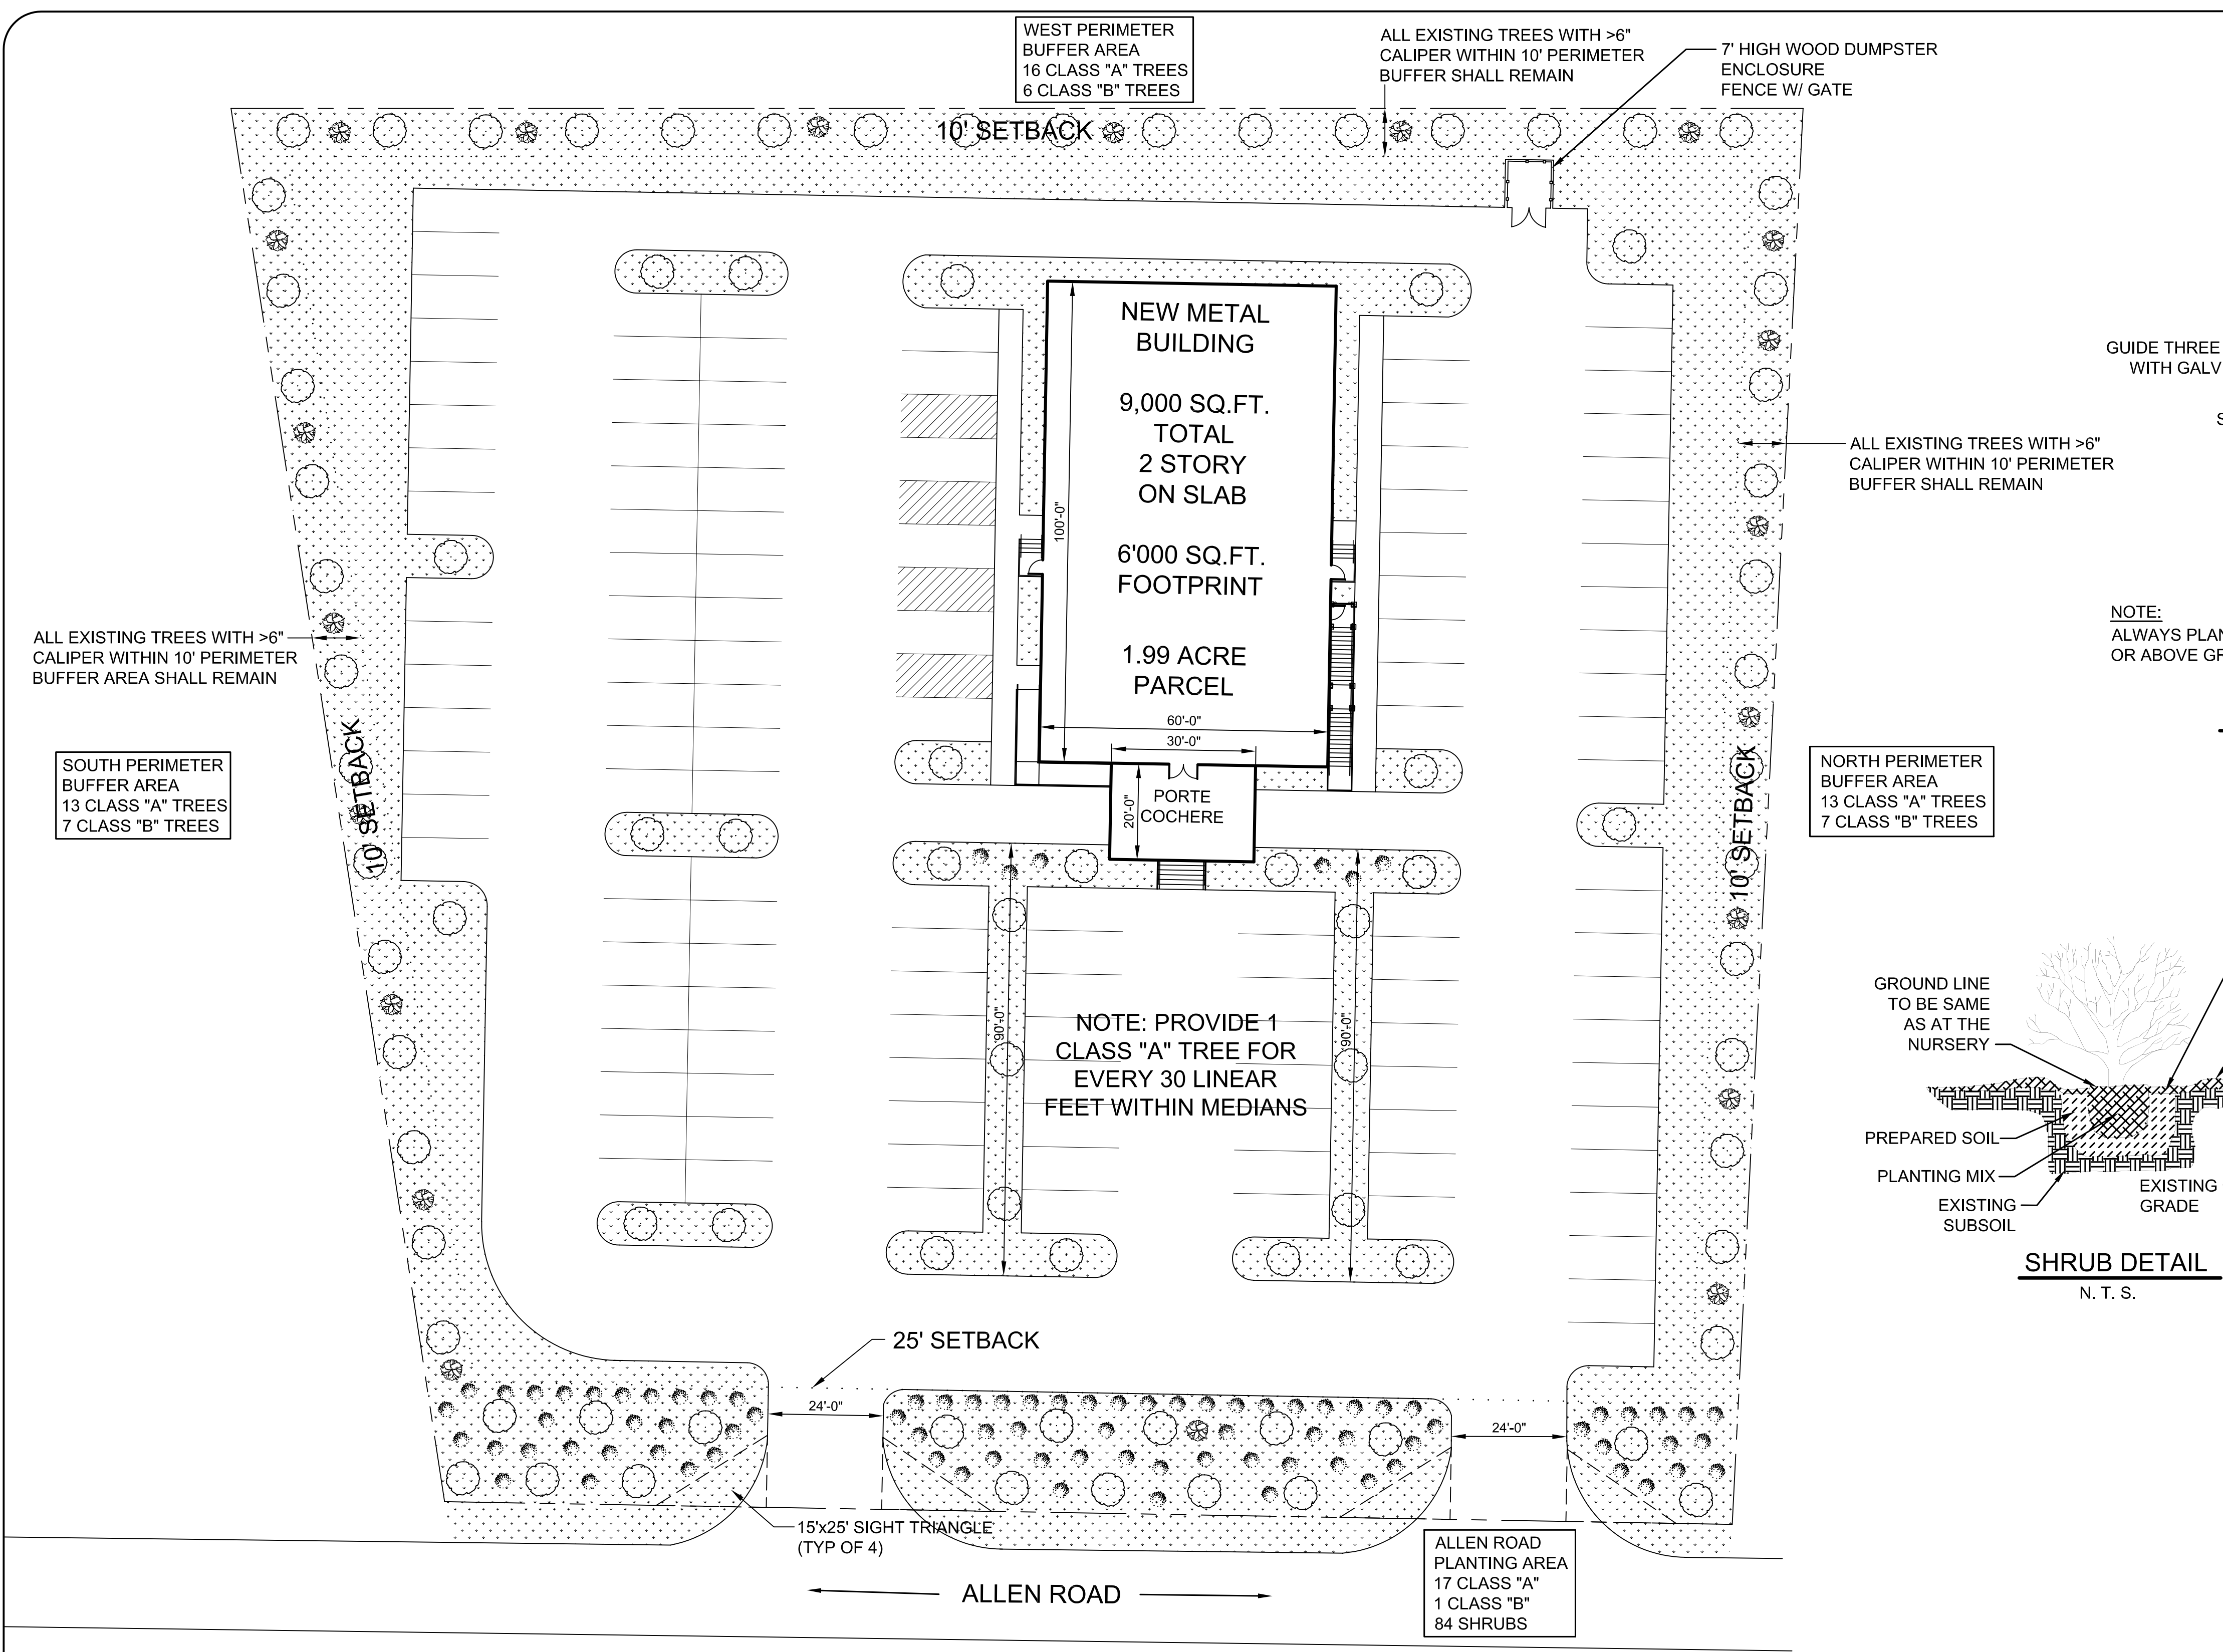 WEST PERIMETER
BUFFER AREA
16 CLASS "A" TREES
6 CLASS "B" TREES
ALL EXISTING TREES WITH >6"
CALIPER WITHIN 10' PERIMETER
BUFFER SHALL REMAIN
7' HIGH WOOD DUMPSTER
ENCLOSURE
FENCE W/ GATE
10' SETBACK
NEW METAL
BUILDING
9,000 SQ.FT.
TOTAL
2 STORY
ON SLAB
6'000 SQ.FT.
FOOTPRINT
1.99 ACRE
PARCEL
100'-0"
60'-0"
30'-0"
20'-0"
PORTE
COCHERE
GUIDE THREE
WITH GALV
S
ALL EXISTING TREES WITH >6"
CALIPER WITHIN 10' PERIMETER
BUFFER SHALL REMAIN
NOTE:
ALWAYS PLAN
OR ABOVE GR
ALL EXISTING TREES WITH >6"
CALIPER WITHIN 10' PERIMETER
BUFFER AREA SHALL REMAIN
10' SETBACK
SOUTH PERIMETER
BUFFER AREA
13 CLASS "A" TREES
7 CLASS "B" TREES
10' SETBACK
NORTH PERIMETER
BUFFER AREA
13 CLASS "A" TREES
7 CLASS "B" TREES
90'-0"
90'-0"
NOTE: PROVIDE 1
CLASS "A" TREE FOR
EVERY 30 LINEAR
FEET WITHIN MEDIANS
GROUND LINE
TO BE SAME
AS AT THE
NURSERY
PREPARED SOIL
PLANTING MIX
EXISTING
SUBSOIL
EXISTING
GRADE
SHRUB DETAIL
N. T. S.
25' SETBACK
24'-0"
24'-0"
15'x25' SIGHT TRIANGLE
(TYP OF 4)
ALLEN ROAD
ALLEN ROAD
PLANTING AREA
17 CLASS "A"
1 CLASS "B"
84 SHRUBS